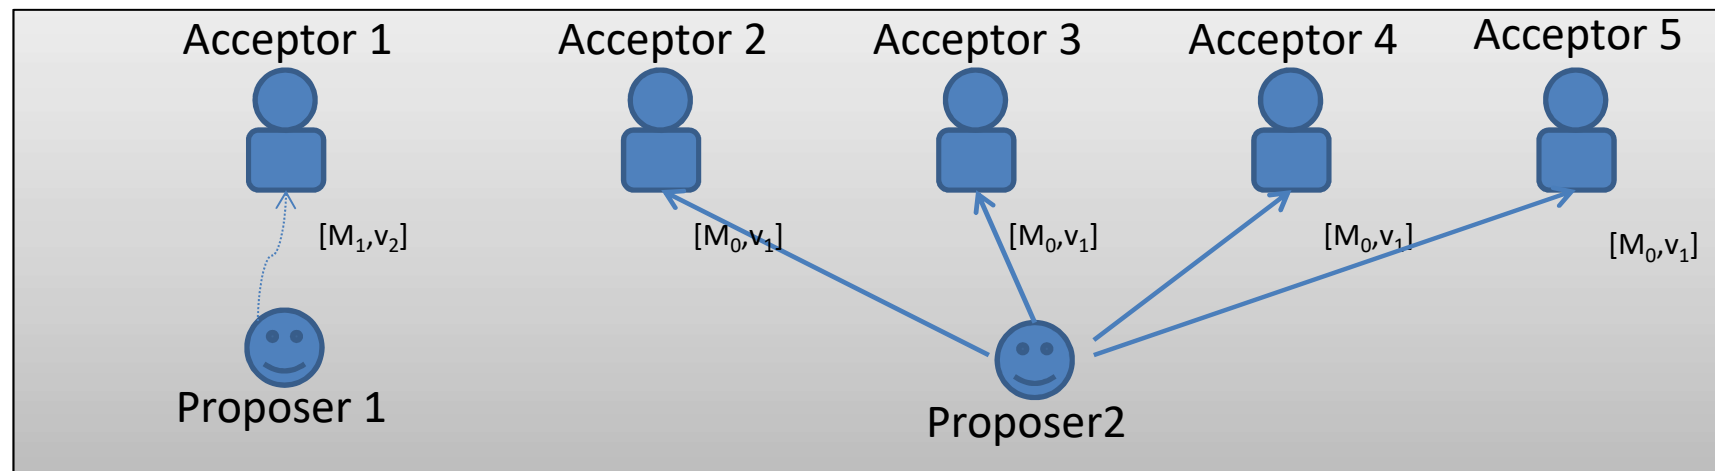 Acceptor 1
Acceptor 2
Acceptor 3
Acceptor 4
Acceptor 5
[M₁,v₂]
[M₀,v₁]
[M₀,v₁]
[M₀,v₁]
[M₀,v₁]
Proposer 1
Proposer2